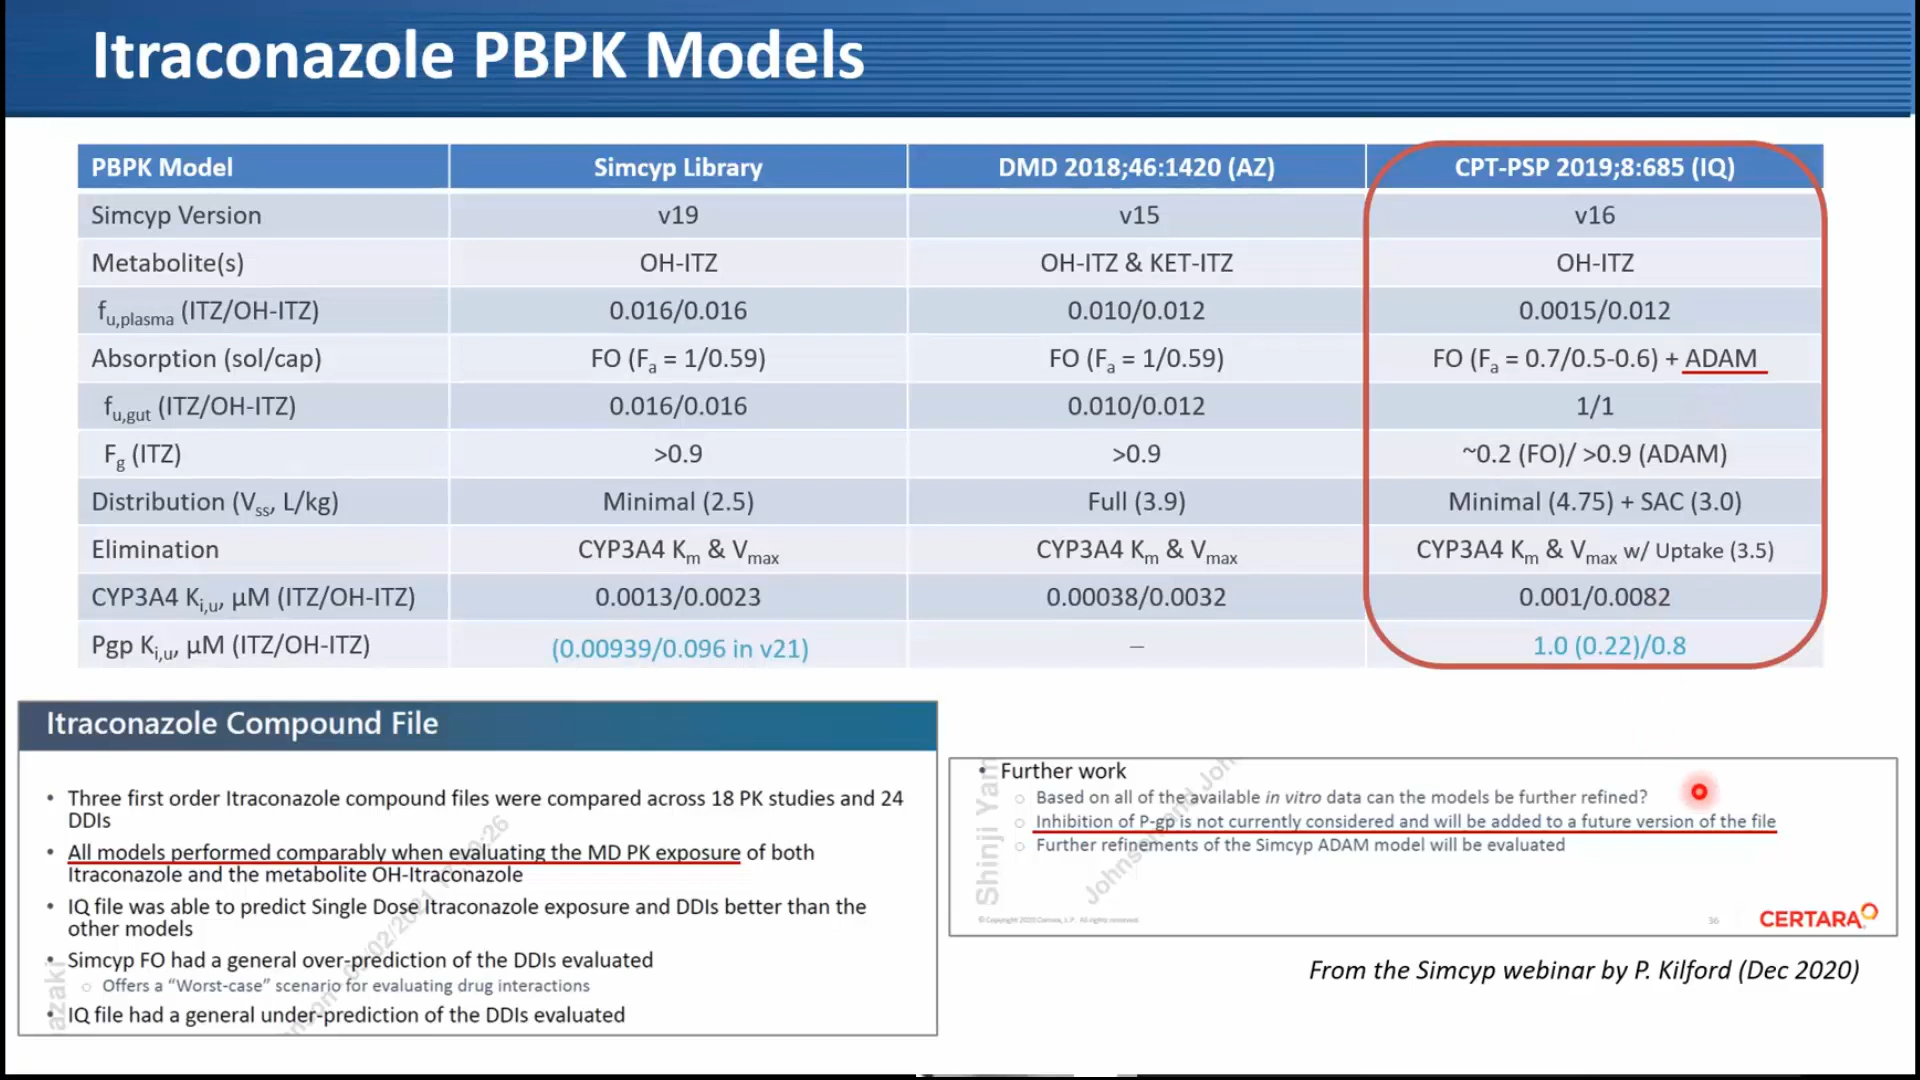 Itraconazole PBPK Models
PBPK Model Simcyp Library DMD 2018;46:1420 (AZ) CPT-PSP 2019;8:685 (IQ)
Simcyp Version v19 v15 v16
Metabolite(s) OH-ITZ OH-ITZ & KET-ITZ OH-ITZ
fu,plasma (ITZ/OH-ITZ) 0.016/0.016 0.010/0.012 0.0015/0.012
Absorption (sol/cap) FO (Fa = 1/0.59) FO (Fa = 1/0.59) FO (Fa = 0.7/0.5-0.6) + ADAM
fu,gut (ITZ/OH-ITZ) 0.016/0.016 0.010/0.012 1/1
Fg (ITZ) >0.9 >0.9 ~0.2 (FO)/ >0.9 (ADAM)
Distribution (Vss, L/kg) Minimal (2.5) Full (3.9) Minimal (4.75) + SAC (3.0)
Elimination CYP3A4 Km & Vmax CYP3A4 Km & Vmax CYP3A4 Km & Vmax w/ Uptake (3.5)
CYP3A4 Ki,u, µM (ITZ/OH-ITZ) 0.0013/0.0023 0.00038/0.0032 0.001/0.0082
Pgp Ki,u, µM (ITZ/OH-ITZ) (0.00939/0.096 in v21) – 1.0 (0.22)/0.8
Itraconazole Compound File
• Three first order Itraconazole compound files were compared across 18 PK studies and 24
DDIs
• All models performed comparably when evaluating the MD PK exposure of both
Itraconazole and the metabolite OH-Itraconazole
• IQ file was able to predict Single Dose Itraconazole exposure and DDIs better than the
other models
• Simcyp FO had a general over-prediction of the DDIs evaluated
○ Offers a “Worst-case” scenario for evaluating drug interactions
• IQ file had a general under-prediction of the DDIs evaluated
• Further work
○ Based on all of the available in vitro data can the models be further refined?
○ Inhibition of P-gp is not currently considered and will be added to a future version of the file
○ Further refinements of the Simcyp ADAM model will be evaluated
Shinji Yam
© Copyright 2020 Certara, L.P. All rights reserved.
36
CERTARA
From the Simcyp webinar by P. Kilford (Dec 2020)